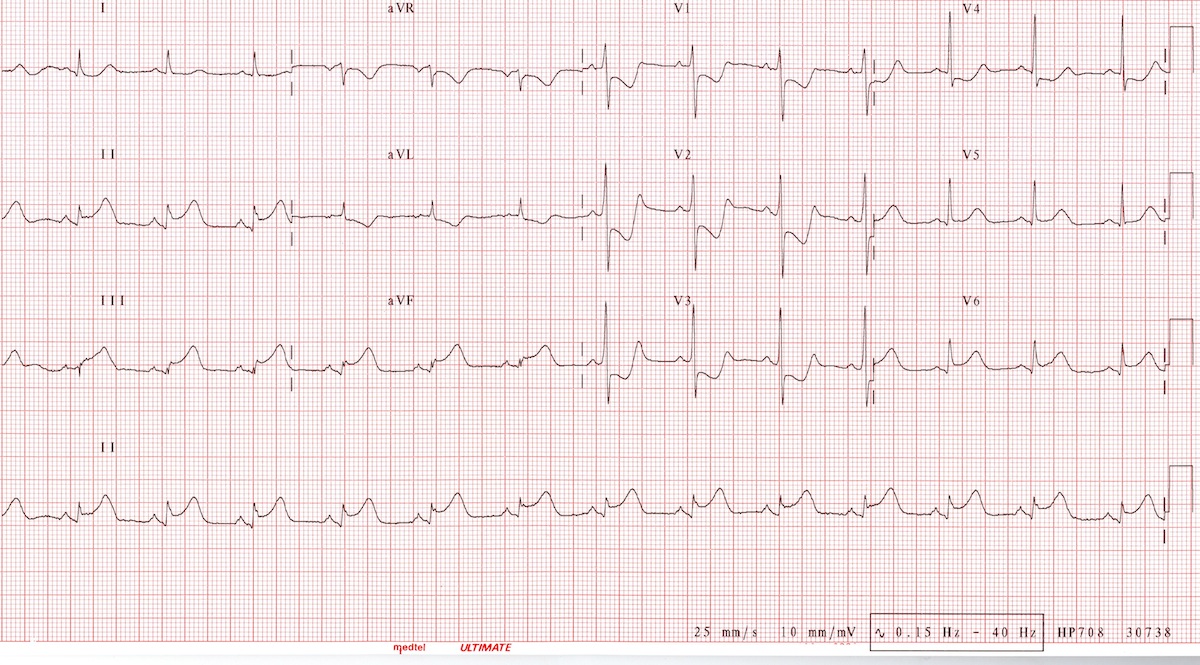 I aVR V1 V4
II aVL V2 V5
III aVF V3 V6
II
25 mm/s 10 mm/mV ∿ 0.15 Hz - 40 Hz HP708 30738
medtel ULTIMATE